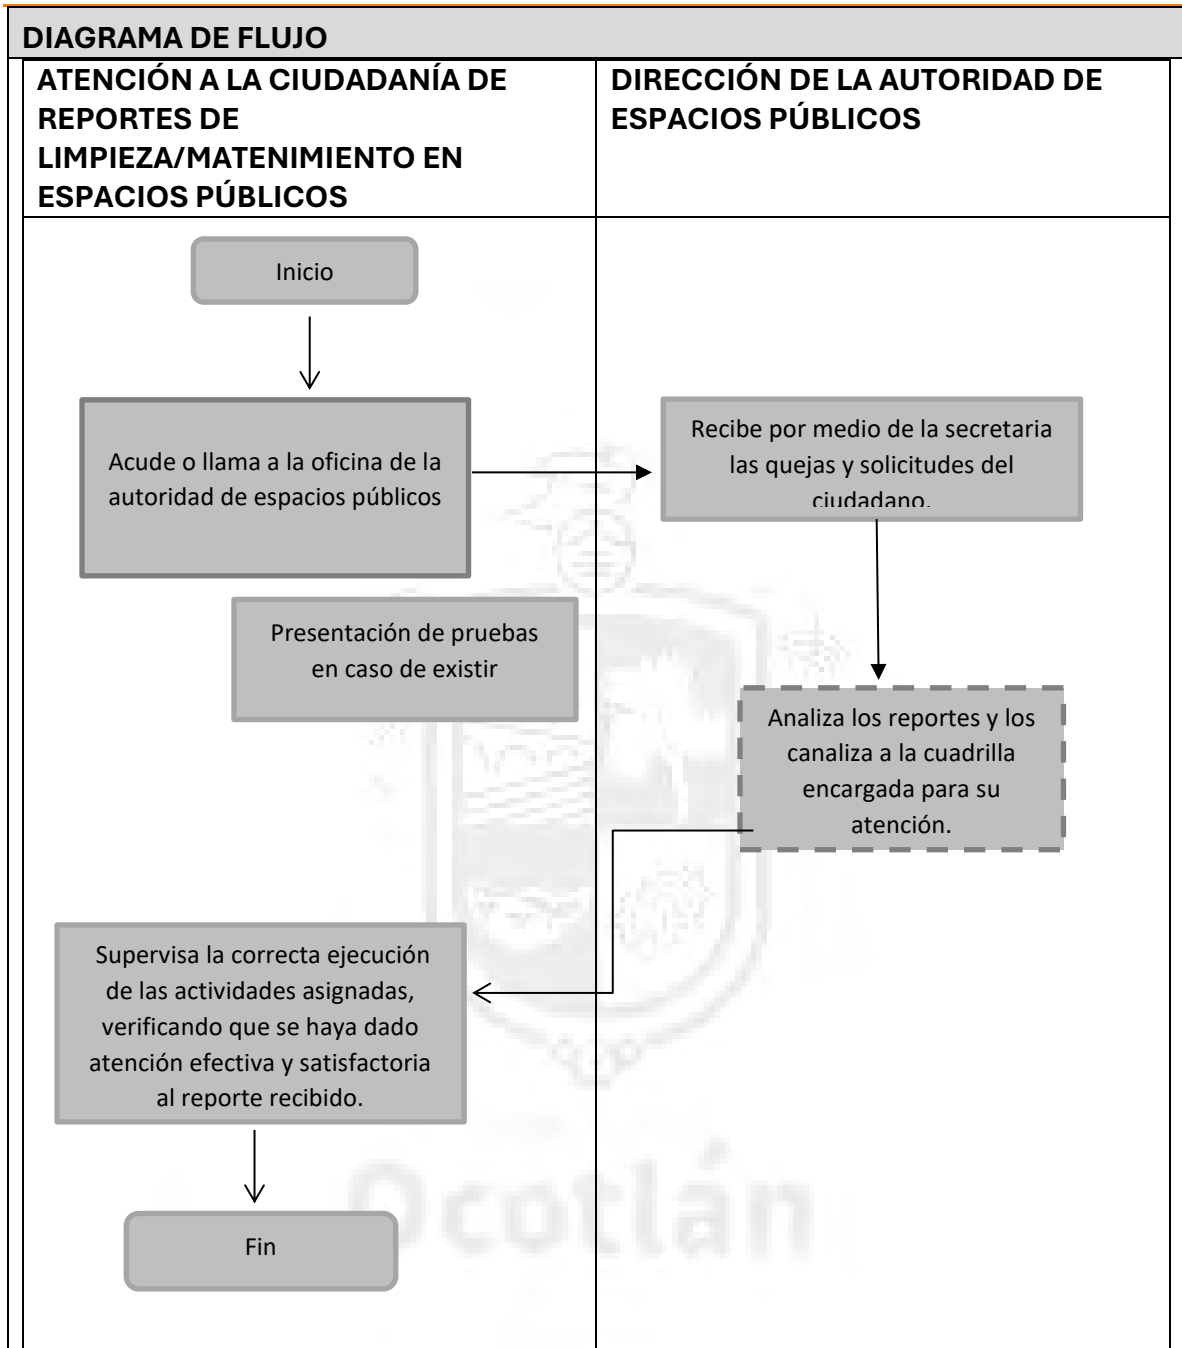 DIAGRAMA DE FLUJO
ATENCIÓN A LA CIUDADANÍA DE
REPORTES DE
LIMPIEZA/MATENIMIENTO EN
ESPACIOS PÚBLICOS
DIRECCIÓN DE LA AUTORIDAD DE
ESPACIOS PÚBLICOS
Inicio
Acude o llama a la oficina de la
autoridad de espacios públicos
Recibe por medio de la secretaria
las quejas y solicitudes del
ciudadano.
Presentación de pruebas
en caso de existir
Analiza los reportes y los
canaliza a la cuadrilla
encargada para su
atención.
Supervisa la correcta ejecución
de las actividades asignadas,
verificando que se haya dado
atención efectiva y satisfactoria
al reporte recibido.
Fin
Ocotlán